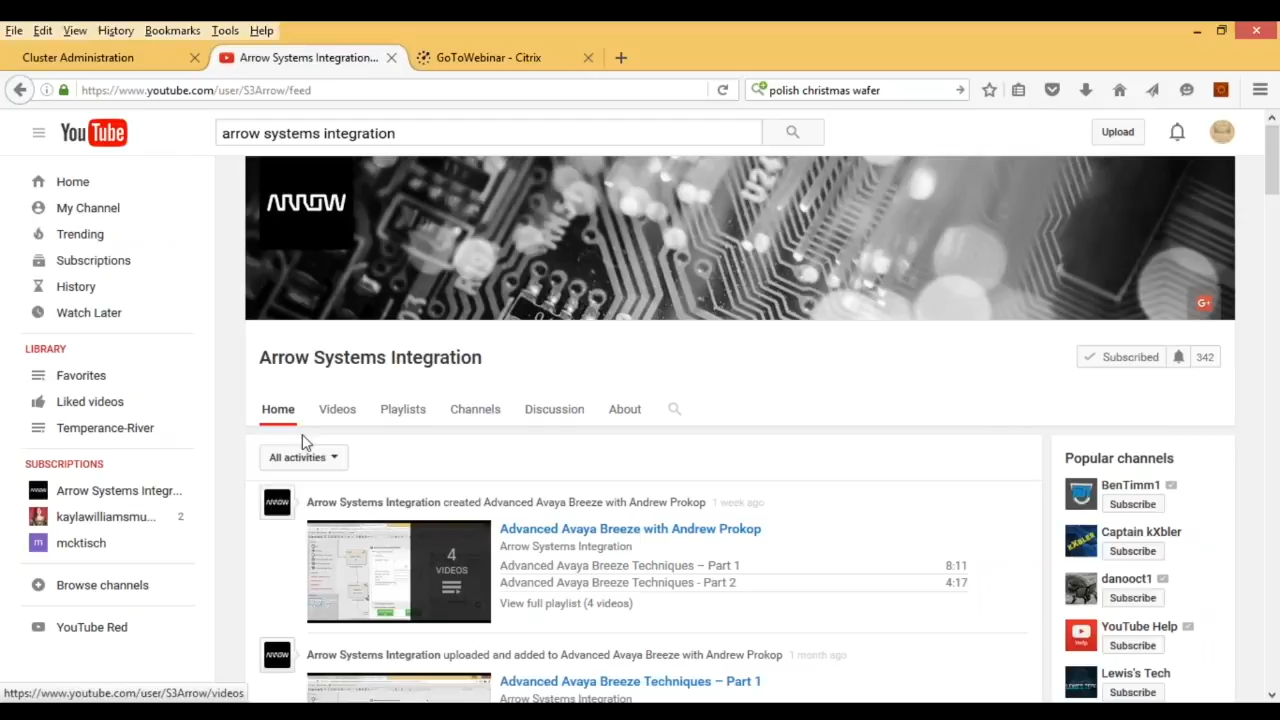 File Edit View History Bookmarks Tools Help
Cluster Administration
Arrow Systems Integration...
GoToWebinar - Citrix
https://www.youtube.com/user/S3Arrow/feed
polish christmas wafer
YouTube
arrow systems integration
Upload
Home
My Channel
Trending
Subscriptions
History
Watch Later
LIBRARY
Favorites
Liked videos
Temperance-River
SUBSCRIPTIONS
Arrow Systems Integr...
kaylawilliamsmu... 2
m mcktisch
Browse channels
YouTube Red
https://www.youtube.com/user/S3Arrow/videos
ARROW
G+
Arrow Systems Integration
Subscribed 342
Home Videos Playlists Channels Discussion About
All activities
Arrow Systems Integration created Advanced Avaya Breeze with Andrew Prokop 1 week ago
4
VIDEOS
Advanced Avaya Breeze with Andrew Prokop
Arrow Systems Integration
Advanced Avaya Breeze Techniques – Part 1 8:11
Advanced Avaya Breeze Techniques - Part 2 4:17
View full playlist (4 videos)
Arrow Systems Integration uploaded and added to Advanced Avaya Breeze with Andrew Prokop 1 month ago
Advanced Avaya Breeze Techniques – Part 1
Arrow Systems Integration
Popular channels
BenTimm1
Subscribe
Captain kXbler
Subscribe
danooct1
Subscribe
YouTube Help
Subscribe
Lewis's Tech
Subscribe